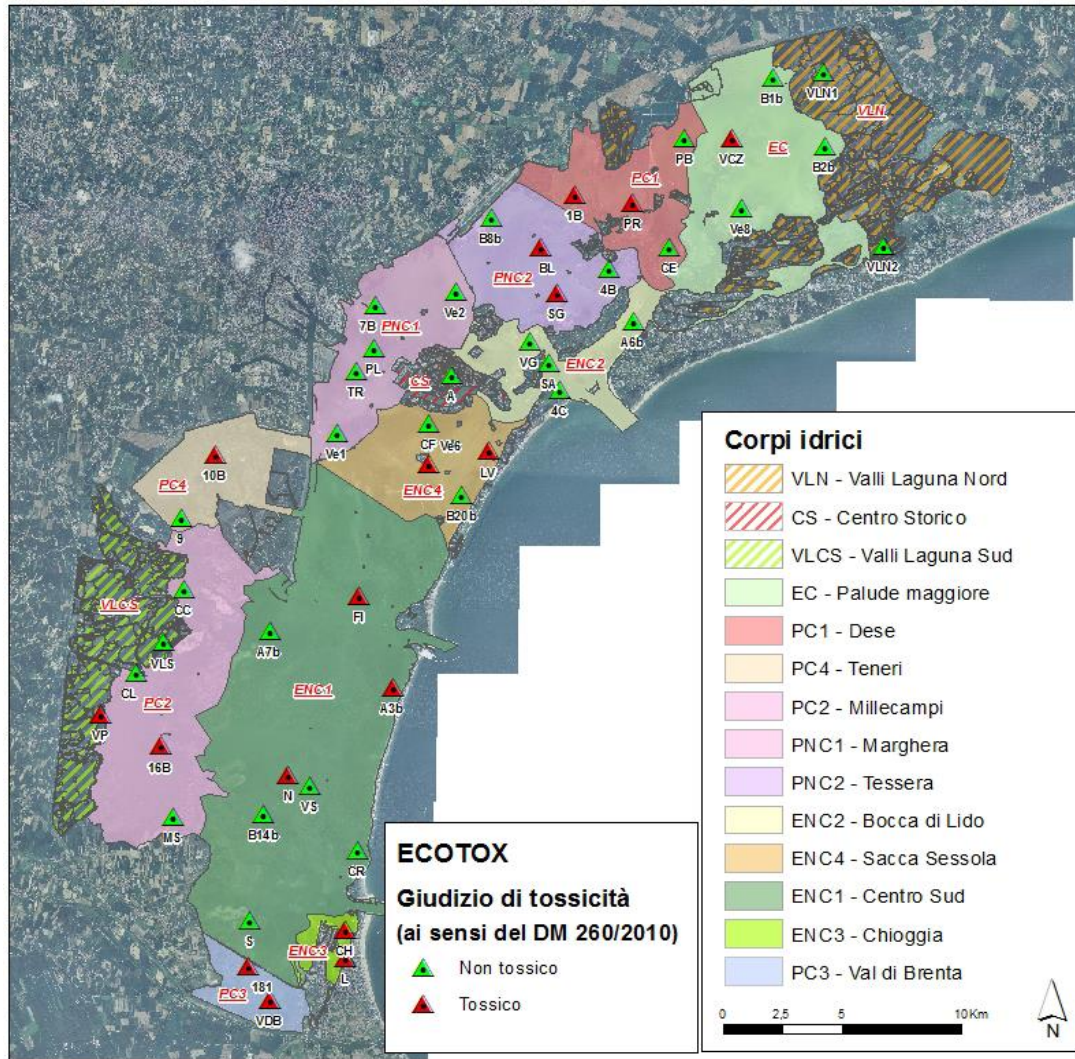 B1b
VLN1
VLN
EC
PB
VCZ
B2b
PC1
1B
PR
Ve8
B8b
CE
VLN2
BL
PNC2
4B
SG
Ve2
7B
PNC1
A6b
VG
ENC2
PL
SA
TR
CS
A
4C
CF
Ve6
Ve1
LV
10B
ENC4
PC4
B20b
9
CC
VLCS
FI
A7b
VLS
CL
ENC1
PC2
A3b
VP
16B
N
VS
B14b
MS
CR
S
ENC3
CH
L
181
PC3
VDB
ECOTOX
Giudizio di tossicità
(ai sensi del DM 260/2010)
Non tossico
Tossico
Corpi idrici
VLN - Valli Laguna Nord
CS - Centro Storico
VLCS - Valli Laguna Sud
EC - Palude maggiore
PC1 - Dese
PC4 - Teneri
PC2 - Millecampi
PNC1 - Marghera
PNC2 - Tessera
ENC2 - Bocca di Lido
ENC4 - Sacca Sessola
ENC1 - Centro Sud
ENC3 - Chioggia
PC3 - Val di Brenta
0 2,5 5 10 Km
N